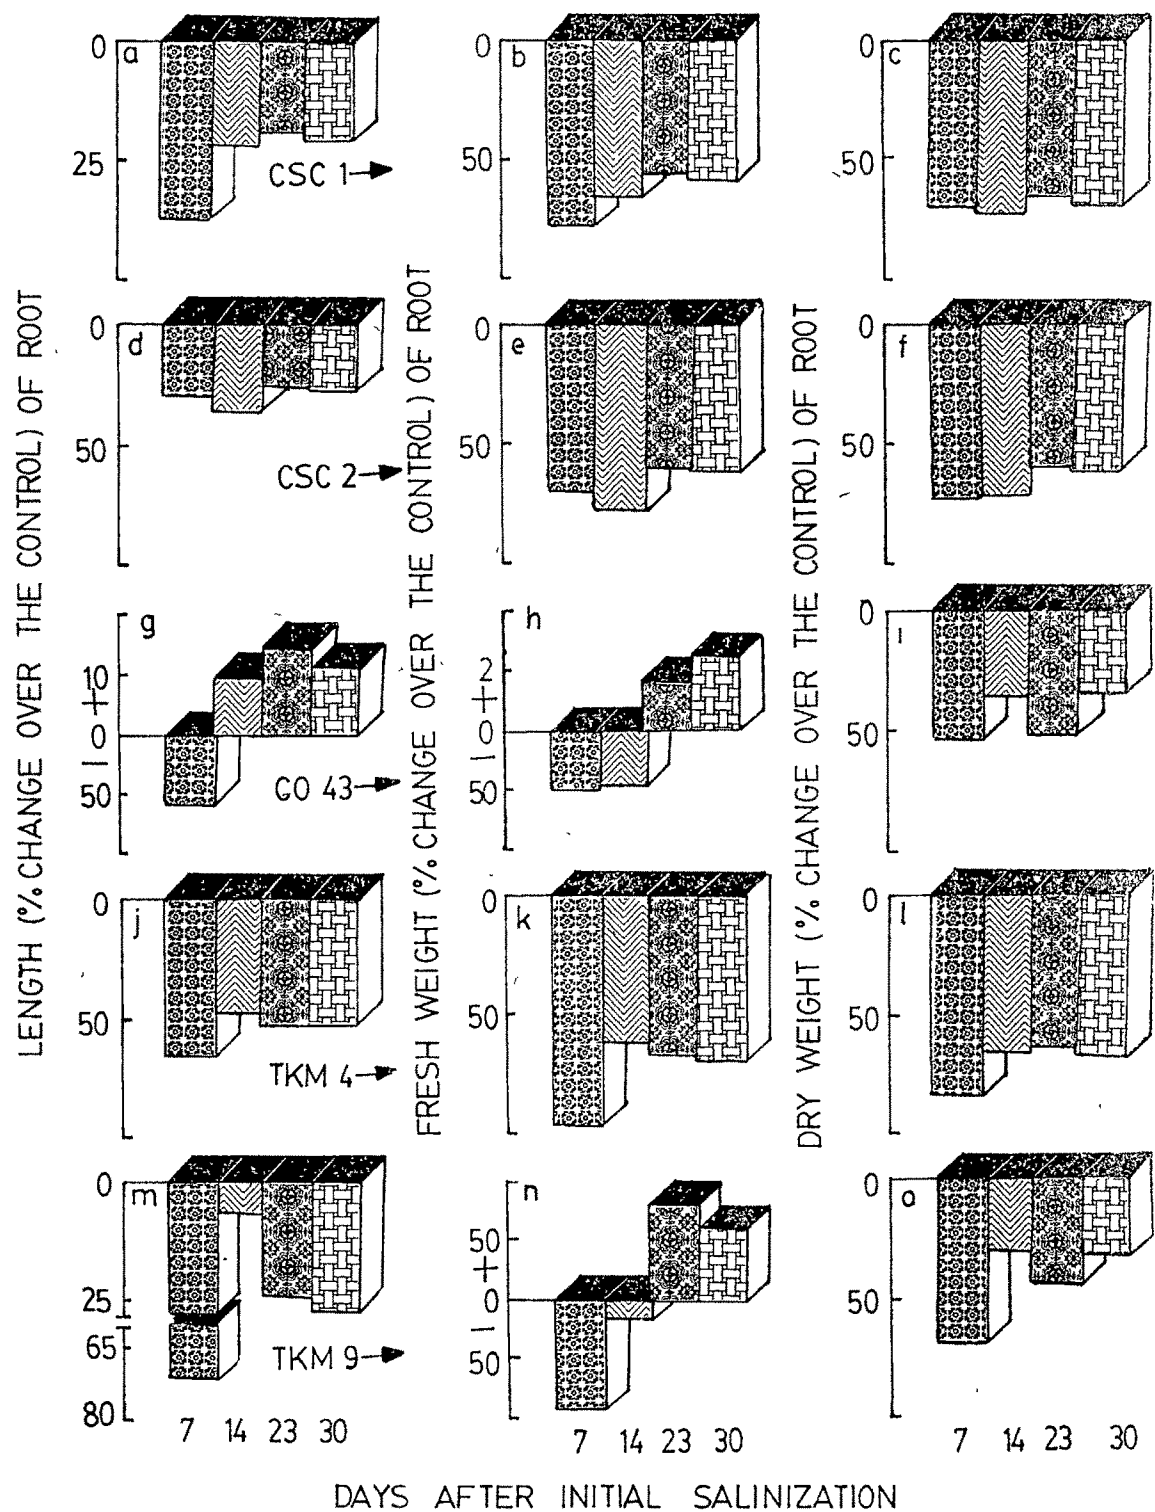 LENGTH (% CHANGE OVER THE CONTROL) OF ROOT
FRESH WEIGHT (% CHANGE OVER THE CONTROL) OF ROOT
DRY WEIGHT (% CHANGE OVER THE CONTROL) OF ROOT
0
a
25
0
b
50
0
c
50
CSC 1
0
d
50
0
e
50
0
f
50
CSC 2
g
10
+
0
—
50
h
2
+
0
—
50
0
i
50
CO 43
0
j
50
0
k
50
0
l
50
TKM 4
0
m
25
65
80
n
50
+
0
—
50
0
o
50
TKM 9
7 14 23 30
7 14 23 30
7 14 23 30
DAYS AFTER INITIAL SALINIZATION